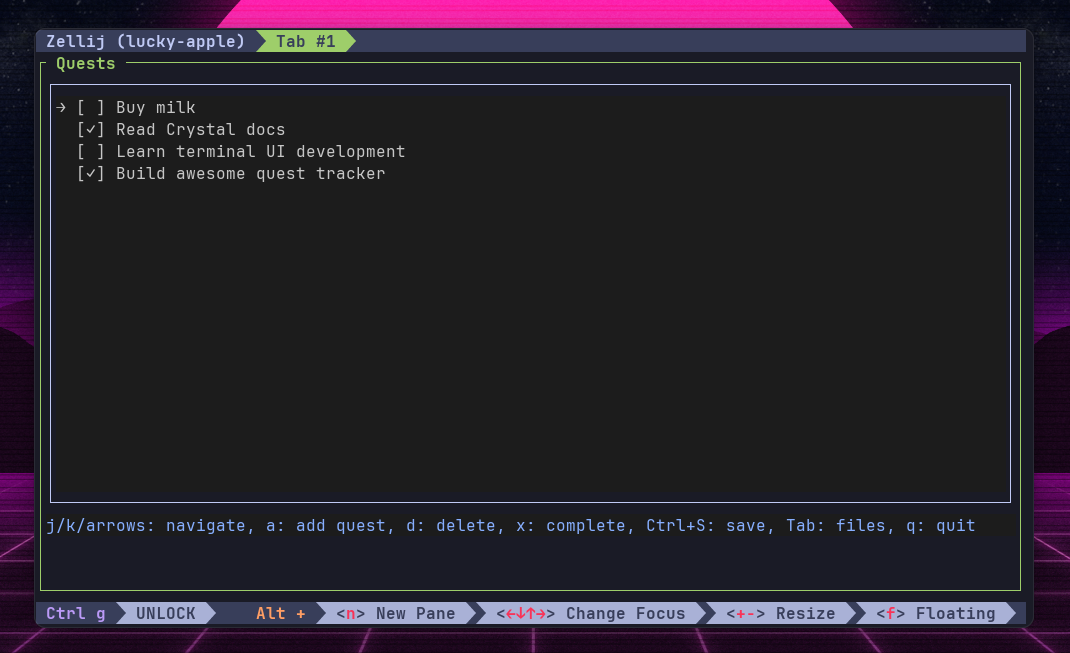 Zellij (lucky-apple) Tab #1
Quests
→ [ ] Buy milk
[✓] Read Crystal docs
[ ] Learn terminal UI development
[✓] Build awesome quest tracker
j/k/arrows: navigate, a: add quest, d: delete, x: complete, Ctrl+S: save, Tab: files, q: quit
Ctrl g UNLOCK Alt + <n> New Pane <←↓↑→> Change Focus <+-> Resize <f> Floating